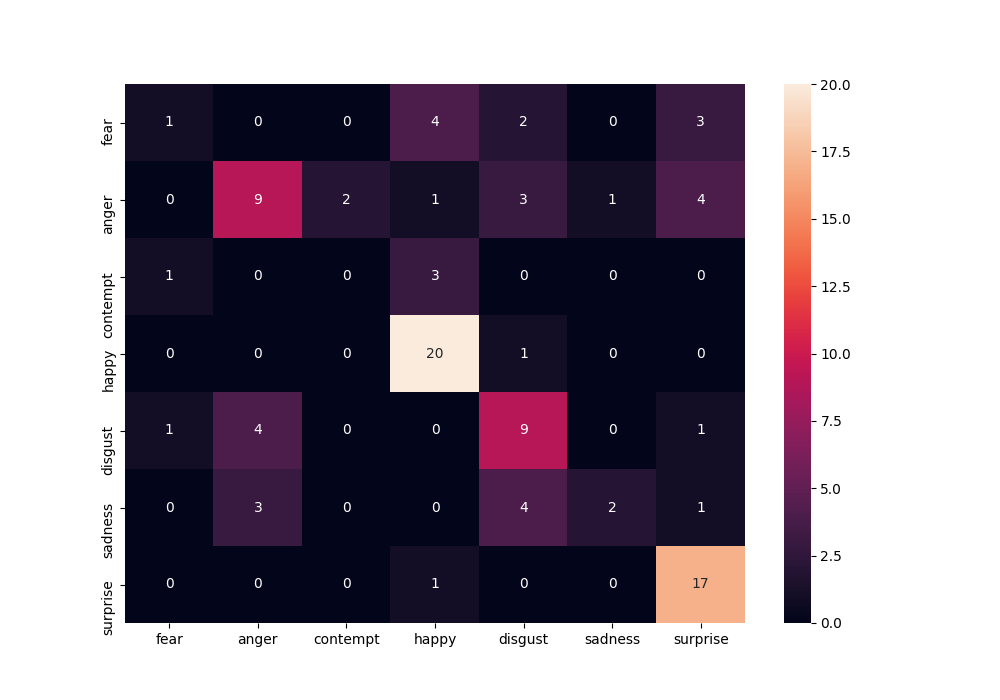 fear 1 0 0 4 2 0 3
anger 0 9 2 1 3 1 4
contempt 1 0 0 3 0 0 0
happy 0 0 0 20 1 0 0
disgust 1 4 0 0 9 0 1
sadness 0 3 0 0 4 2 1
surprise 0 0 0 1 0 0 17
fear anger contempt happy disgust sadness surprise
20.0
17.5
15.0
12.5
10.0
7.5
5.0
2.5
0.0